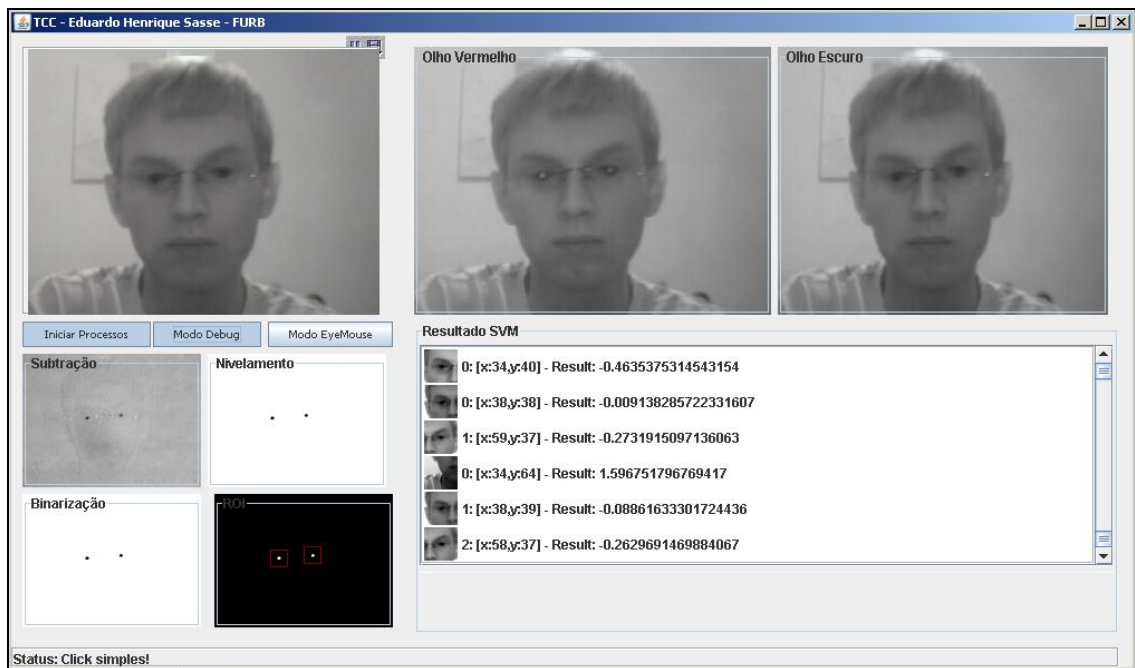 TCC - Eduardo Henrique Sasse - FURB
Olho Vermelho
Olho Escuro
Iniciar Processos
Modo Debug
Modo EyeMouse
Subtração
Nivelamento
Binarização
ROI
Resultado SVM
0: [x:34,y:40] - Result: -0.4635375314543154
0: [x:38,y:38] - Result: -0.009138285722331607
1: [x:59,y:37] - Result: -0.2731915097136063
0: [x:34,y:64] - Result: 1.596751796769417
1: [x:38,y:39] - Result: -0.08861633301724436
2: [x:58,y:37] - Result: -0.2629691469884067
Status: Click simples!